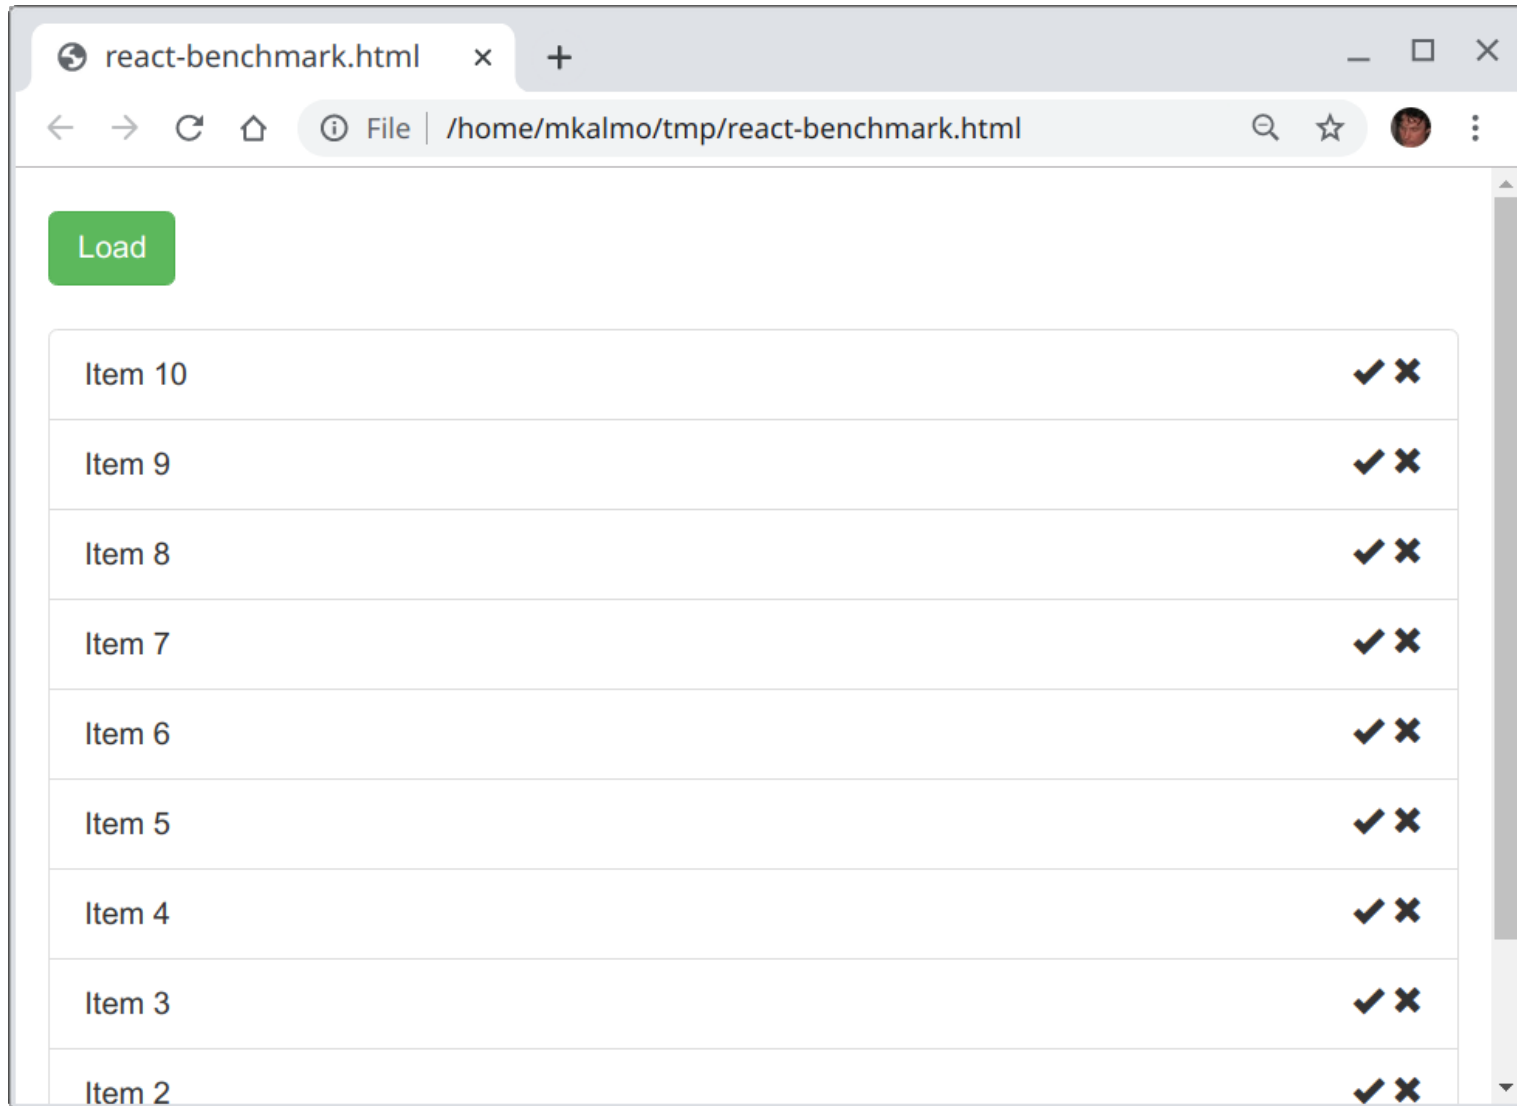 react-benchmark.html
File /home/mkalmo/tmp/react-benchmark.html
Load
Item 10
Item 9
Item 8
Item 7
Item 6
Item 5
Item 4
Item 3
Item 2